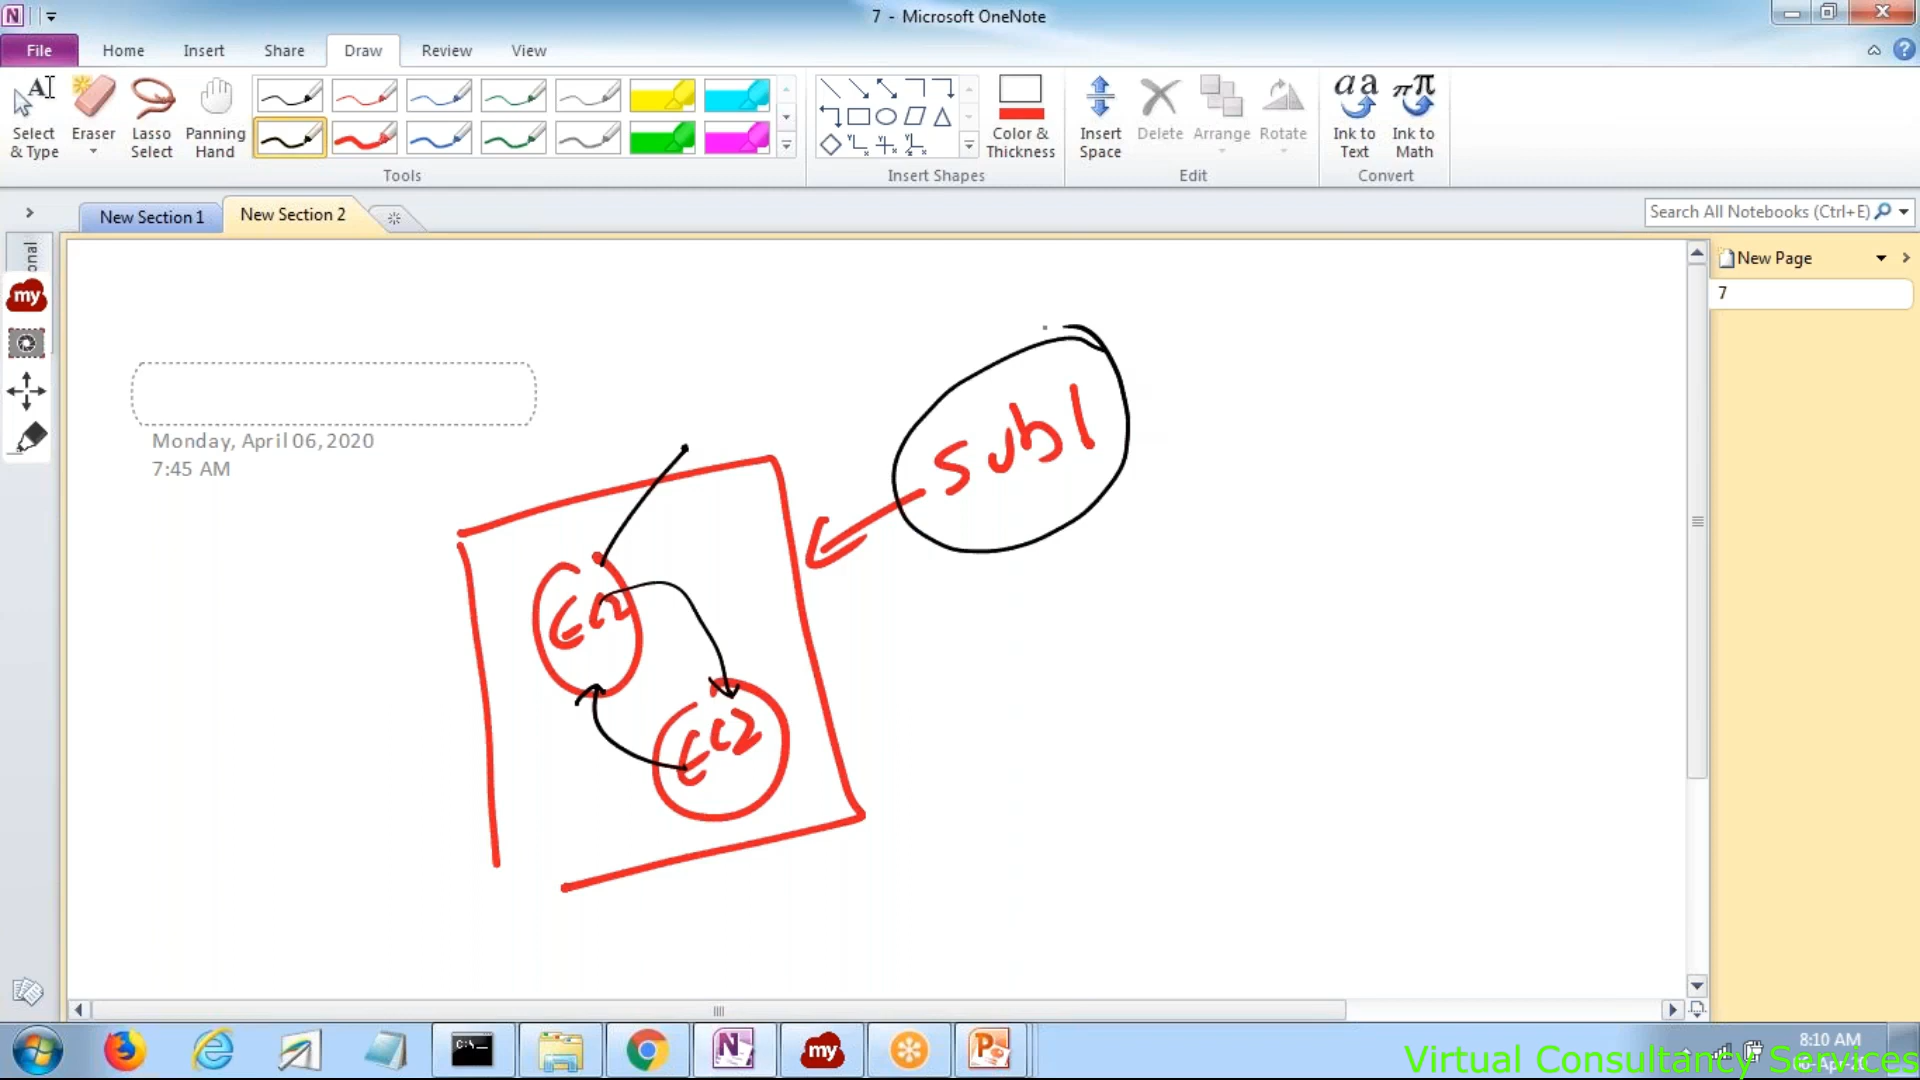 7 - Microsoft OneNote
File Home Insert Share Draw Review View
Select & Type
Eraser
Lasso Select
Panning Hand
Color & Thickness
Insert Space
Delete
Arrange
Rotate
Ink to Text
Ink to Math
Tools Insert Shapes Edit Convert
New Section 1 New Section 2
Search All Notebooks (Ctrl+E)
New Page
7
my
Monday, April 06, 2020
7:45 AM
Sub1
EC2
EC2
C:\
my
8:10 AM
Virtual Consultancy Services